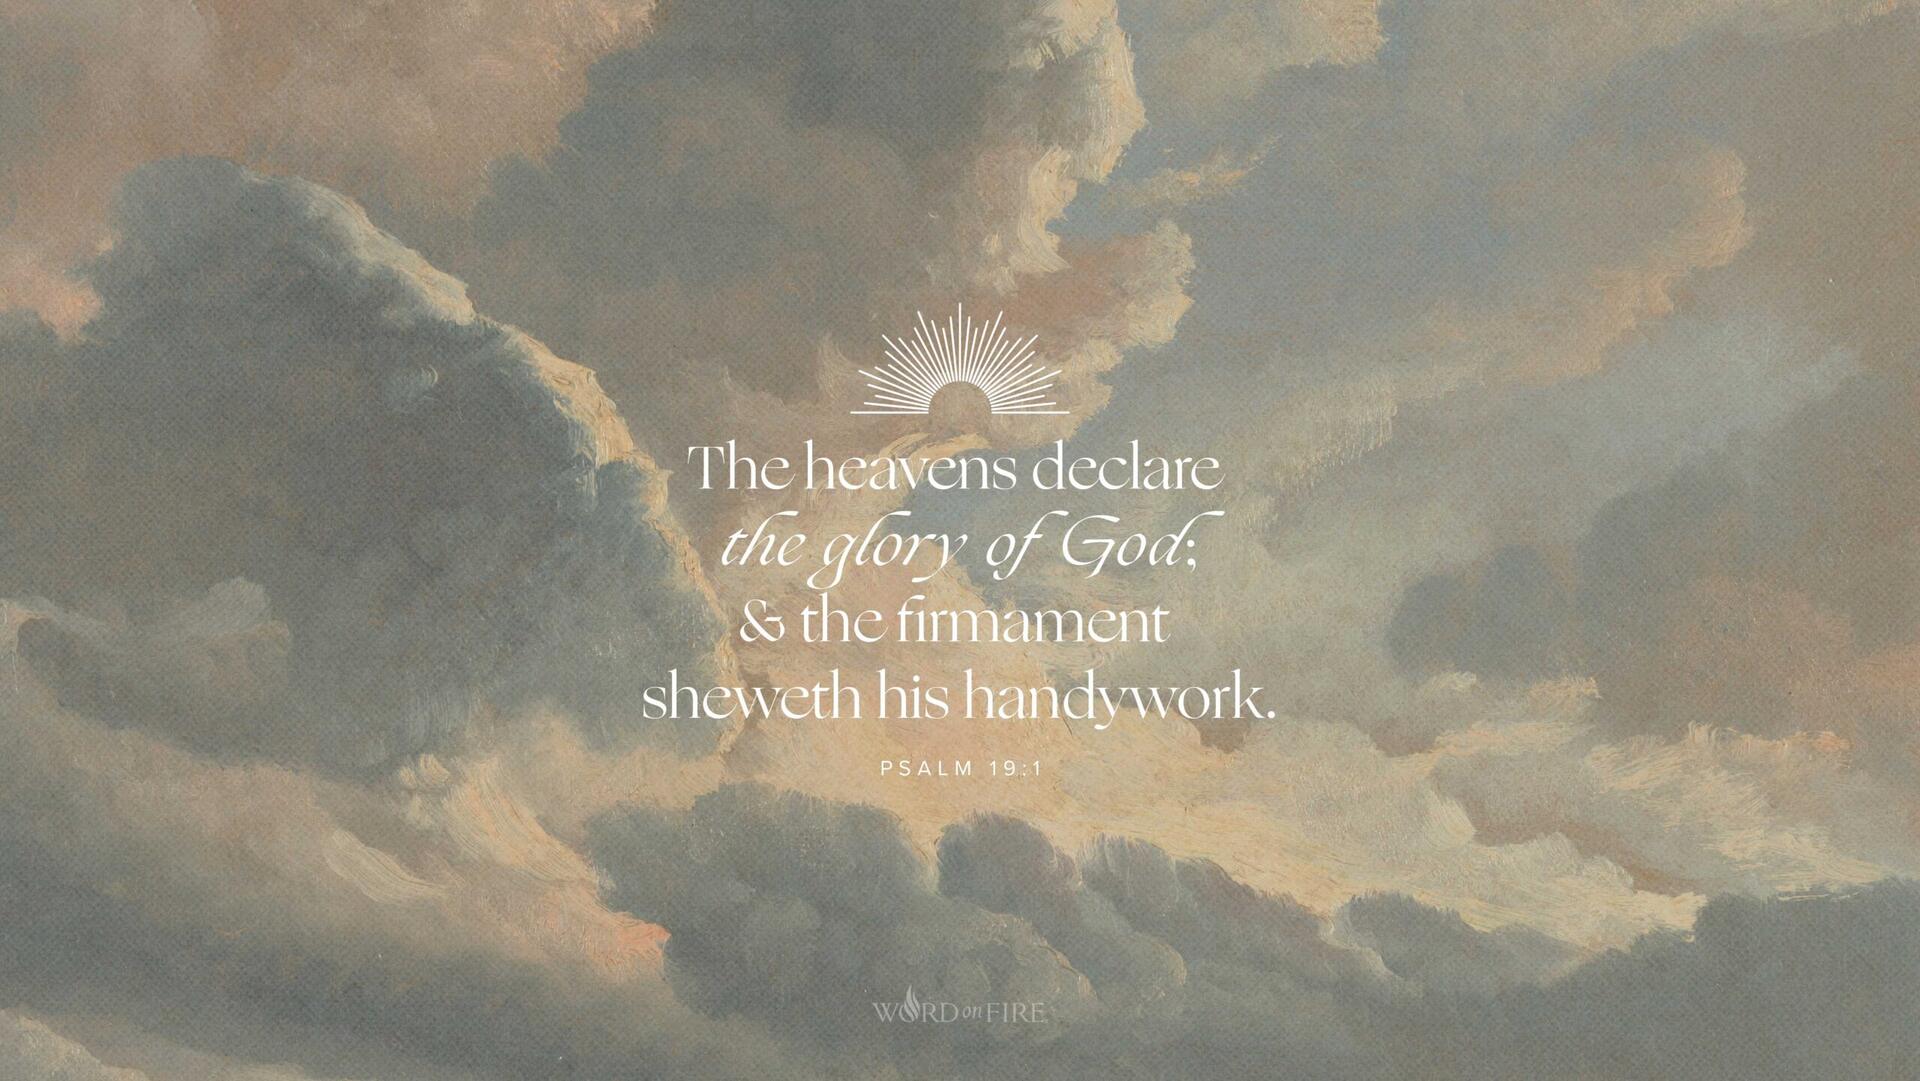 The heavens declare
the glory of God;
& the firmament
sheweth his handywork.
PSALM 19:1
WORD on FIRE